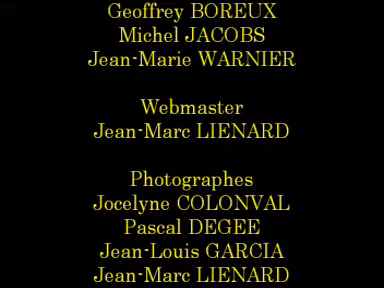 Geoffrey BOREUX
Michel JACOBS
Jean-Marie WARNIER
Webmaster
Jean-Marc LIENARD
Photographes
Jocelyne COLONVAL
Pascal DEGEE
Jean-Louis GARCIA
Jean-Marc LIENARD